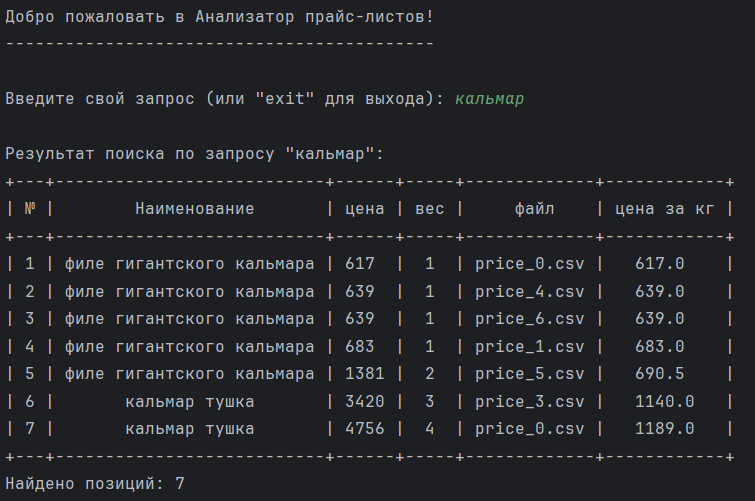 Добро пожаловать в Анализатор прайс-листов!
-------------------------------------------
Введите свой запрос (или "exit" для выхода): кальмар
Результат поиска по запросу "кальмар":
+---+---------------------------+------+-----+-------------+------------+
| № |        Наименование       | цена | вес |     файл    | цена за кг |
+---+---------------------------+------+-----+-------------+------------+
| 1 | филе гигантского кальмара | 617  |  1  | price_0.csv |   617.0    |
| 2 | филе гигантского кальмара | 639  |  1  | price_4.csv |   639.0    |
| 3 | филе гигантского кальмара | 639  |  1  | price_6.csv |   639.0    |
| 4 | филе гигантского кальмара | 683  |  1  | price_1.csv |   683.0    |
| 5 | филе гигантского кальмара | 1381 |  2  | price_5.csv |   690.5    |
| 6 |       кальмар тушка       | 3420 |  3  | price_3.csv |   1140.0   |
| 7 |       кальмар тушка       | 4756 |  4  | price_0.csv |   1189.0   |
+---+---------------------------+------+-----+-------------+------------+
Найдено позиций: 7